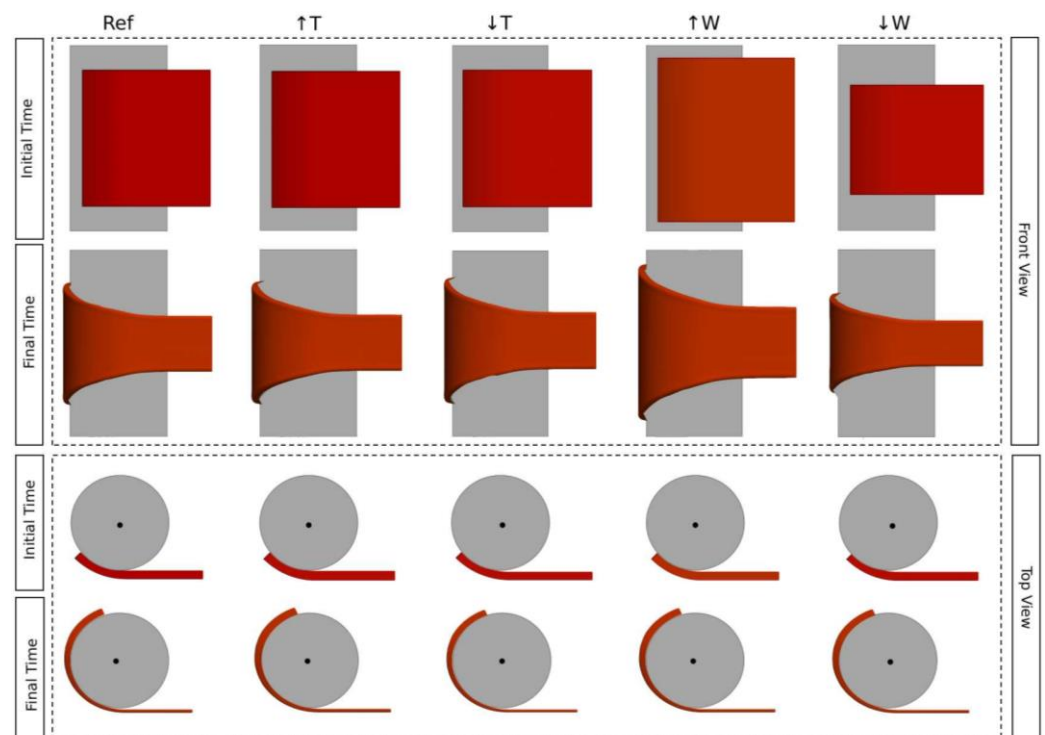 Ref ↑T ↓T ↑W ↓W
Initial Time
Final Time
Front View
Initial Time
Final Time
Top View